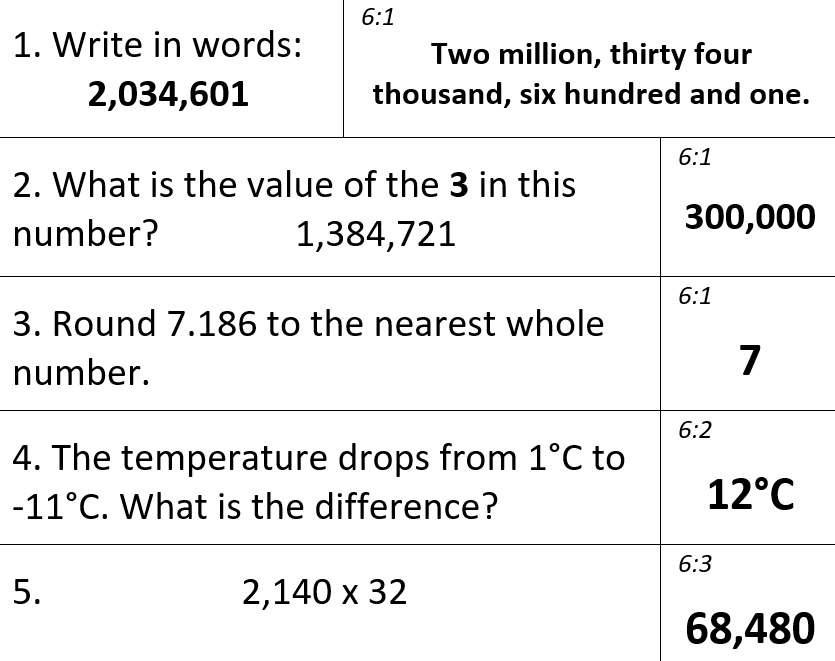 1. Write in words:
2,034,601
6:1
Two million, thirty four
thousand, six hundred and one.
2. What is the value of the 3 in this
number? 1,384,721
6:1
300,000
3. Round 7.186 to the nearest whole
number.
6:1
7
4. The temperature drops from 1°C to
-11°C. What is the difference?
6:2
12°C
5. 2,140 x 32
6:3
68,480